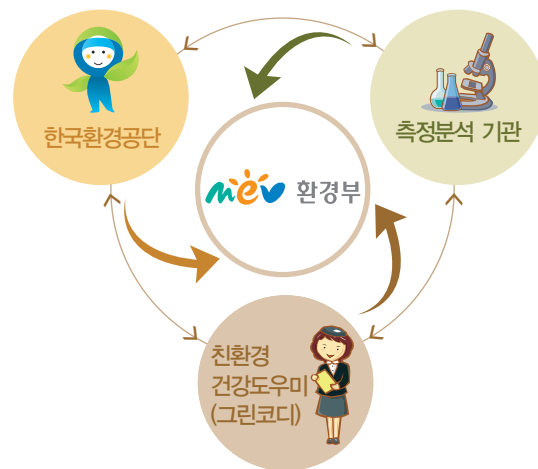 한국환경공단
측정분석 기관
mev 환경부
친환경
건강도우미
(그린코디)